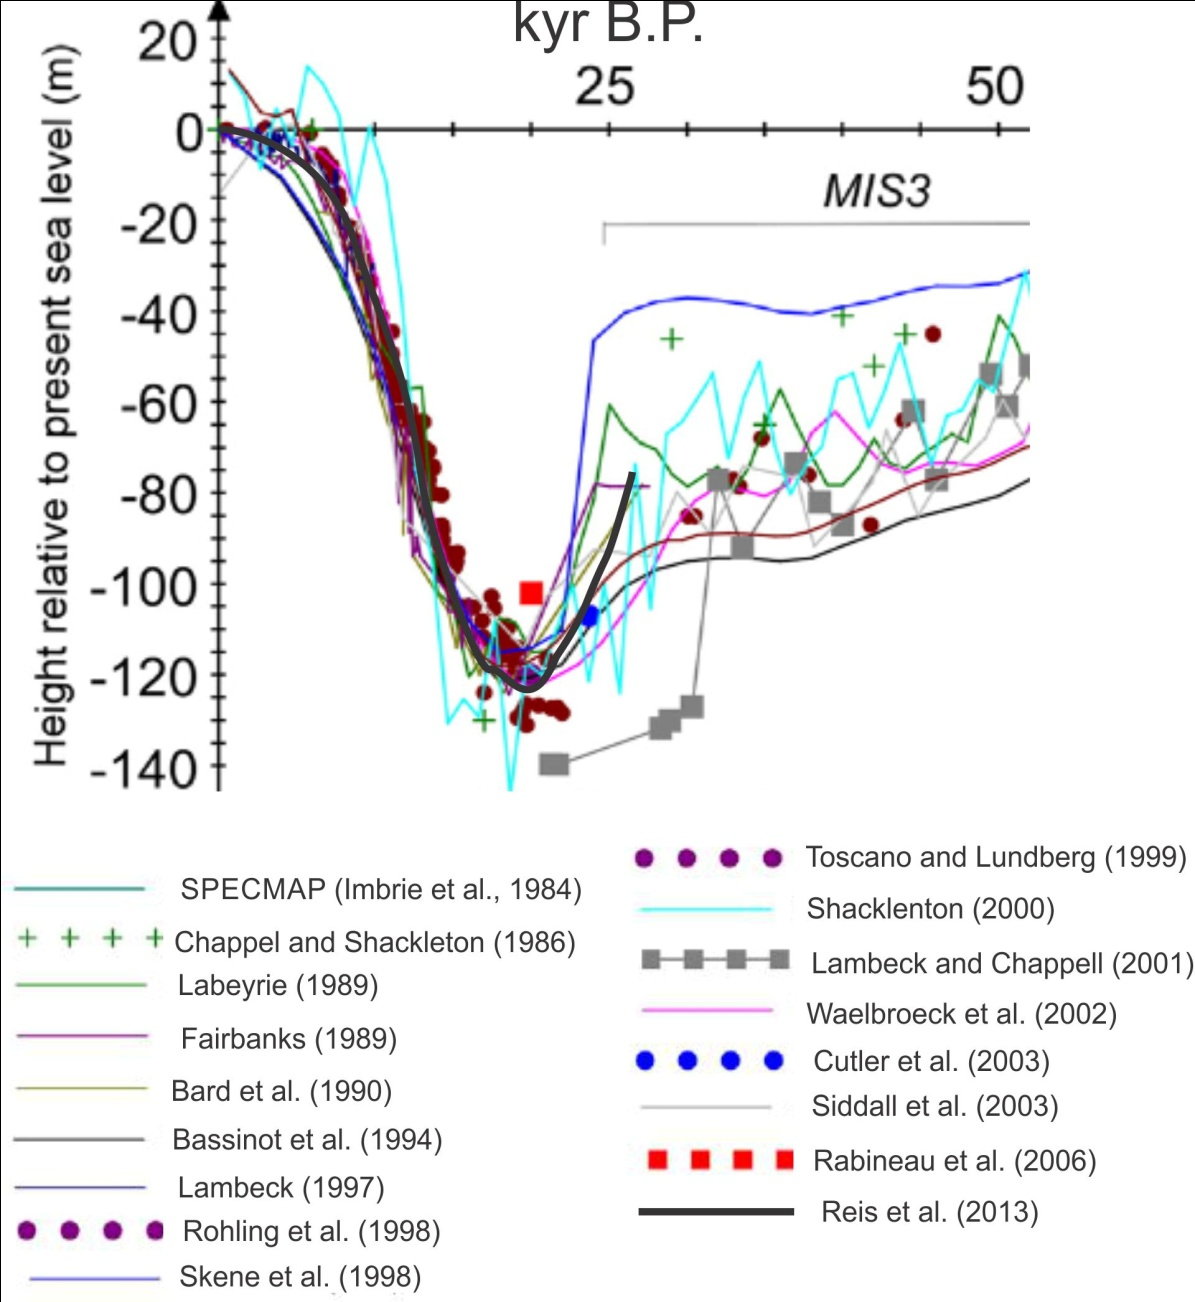 kyr B.P.
25
50
20
0
-20
-40
-60
-80
-100
-120
-140
Height relative to present sea level (m)
MIS3
SPECMAP (Imbrie et al., 1984)
Chappel and Shackleton (1986)
Labeyrie (1989)
Fairbanks (1989)
Bard et al. (1990)
Bassinot et al. (1994)
Lambeck (1997)
Rohling et al. (1998)
Skene et al. (1998)
Toscano and Lundberg (1999)
Shacklenton (2000)
Lambeck and Chappell (2001)
Waelbroeck et al. (2002)
Cutler et al. (2003)
Siddall et al. (2003)
Rabineau et al. (2006)
Reis et al. (2013)